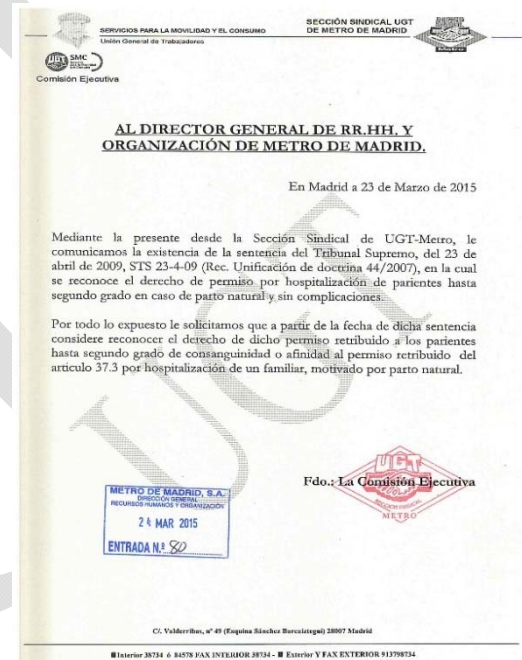 SERVICIOS PARA LA MOVILIDAD Y EL CONSUMO
Unión General de Trabajadores
SECCIÓN SINDICAL UGT
DE METRO DE MADRID
UGT SMC
Comisión Ejecutiva
AL DIRECTOR GENERAL DE RR.HH. Y
ORGANIZACIÓN DE METRO DE MADRID.
En Madrid a 23 de Marzo de 2015
Mediante la presente desde la Sección Sindical de UGT-Metro, le
comunicamos la existencia de la sentencia del Tribunal Supremo, del 23 de
abril de 2009, STS 23-4-09 (Rec. Unificación de doctrina 44/2007), en la cual
se reconoce el derecho de permiso por hospitalización de parientes hasta
segundo grado en caso de parto natural y sin complicaciones.
Por todo lo expuesto le solicitamos que a partir de la fecha de dicha sentencia
considere reconocer el derecho de dicho permiso retribuido a los parientes
hasta segundo grado de consanguinidad o afinidad al permiso retribuido del
articulo 37.3 por hospitalización de un familiar, motivado por parto natural.
UGT
UGT
Fdo.: La Comisión Ejecutiva
SECCIÓN SINDICAL
METRO
METRO DE MADRID, S.A.
DIRECCIÓN GENERAL
RECURSOS HUMANOS Y ORGANIZACIÓN
24 MAR 2015
ENTRADA N.º 80
C/. Valderribas, nº 49 (Esquina Sánchez Barcaiztegui) 28007 Madrid
Interior 38734 ó 84578 FAX INTERIOR 38734 - Exterior Y FAX EXTERIOR 913798734